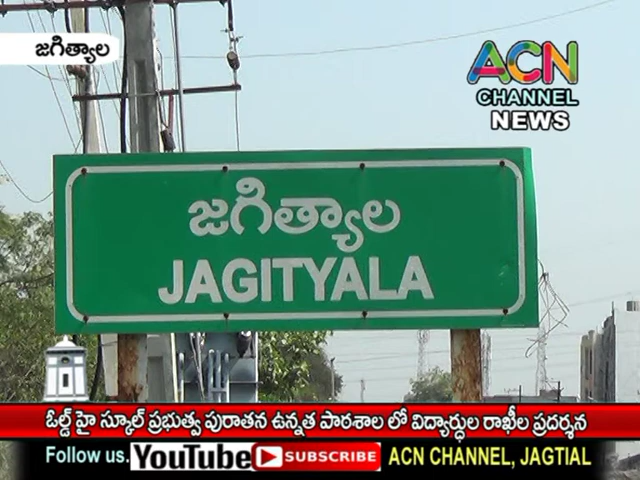 జగిత్యాల
ACN
CHANNEL
NEWS
జగిత్యాల
JAGITYALA
ఓల్డ్ హై స్కూల్ ప్రభుత్వ పురాతన ఉన్నత పాఠశాల లో విద్యార్థుల రాఖీల ప్రదర్శన
Follow us. YouTube SUBSCRIBE ACN CHANNEL, JAGTIAL